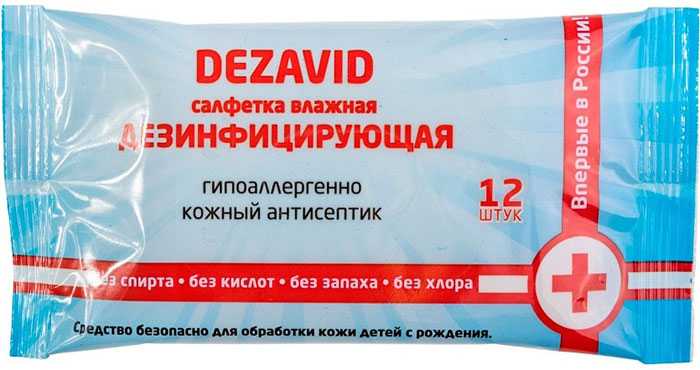 DEZAVID
салфетка влажная
ДЕЗИНФИЦИРУЮЩАЯ
гипоаллергенно
кожный антисептик
12
ШТУК
Впервые в России!
без спирта • без кислот • без запаха • без хлора
Средство безопасно для обработки кожи детей с рождения.